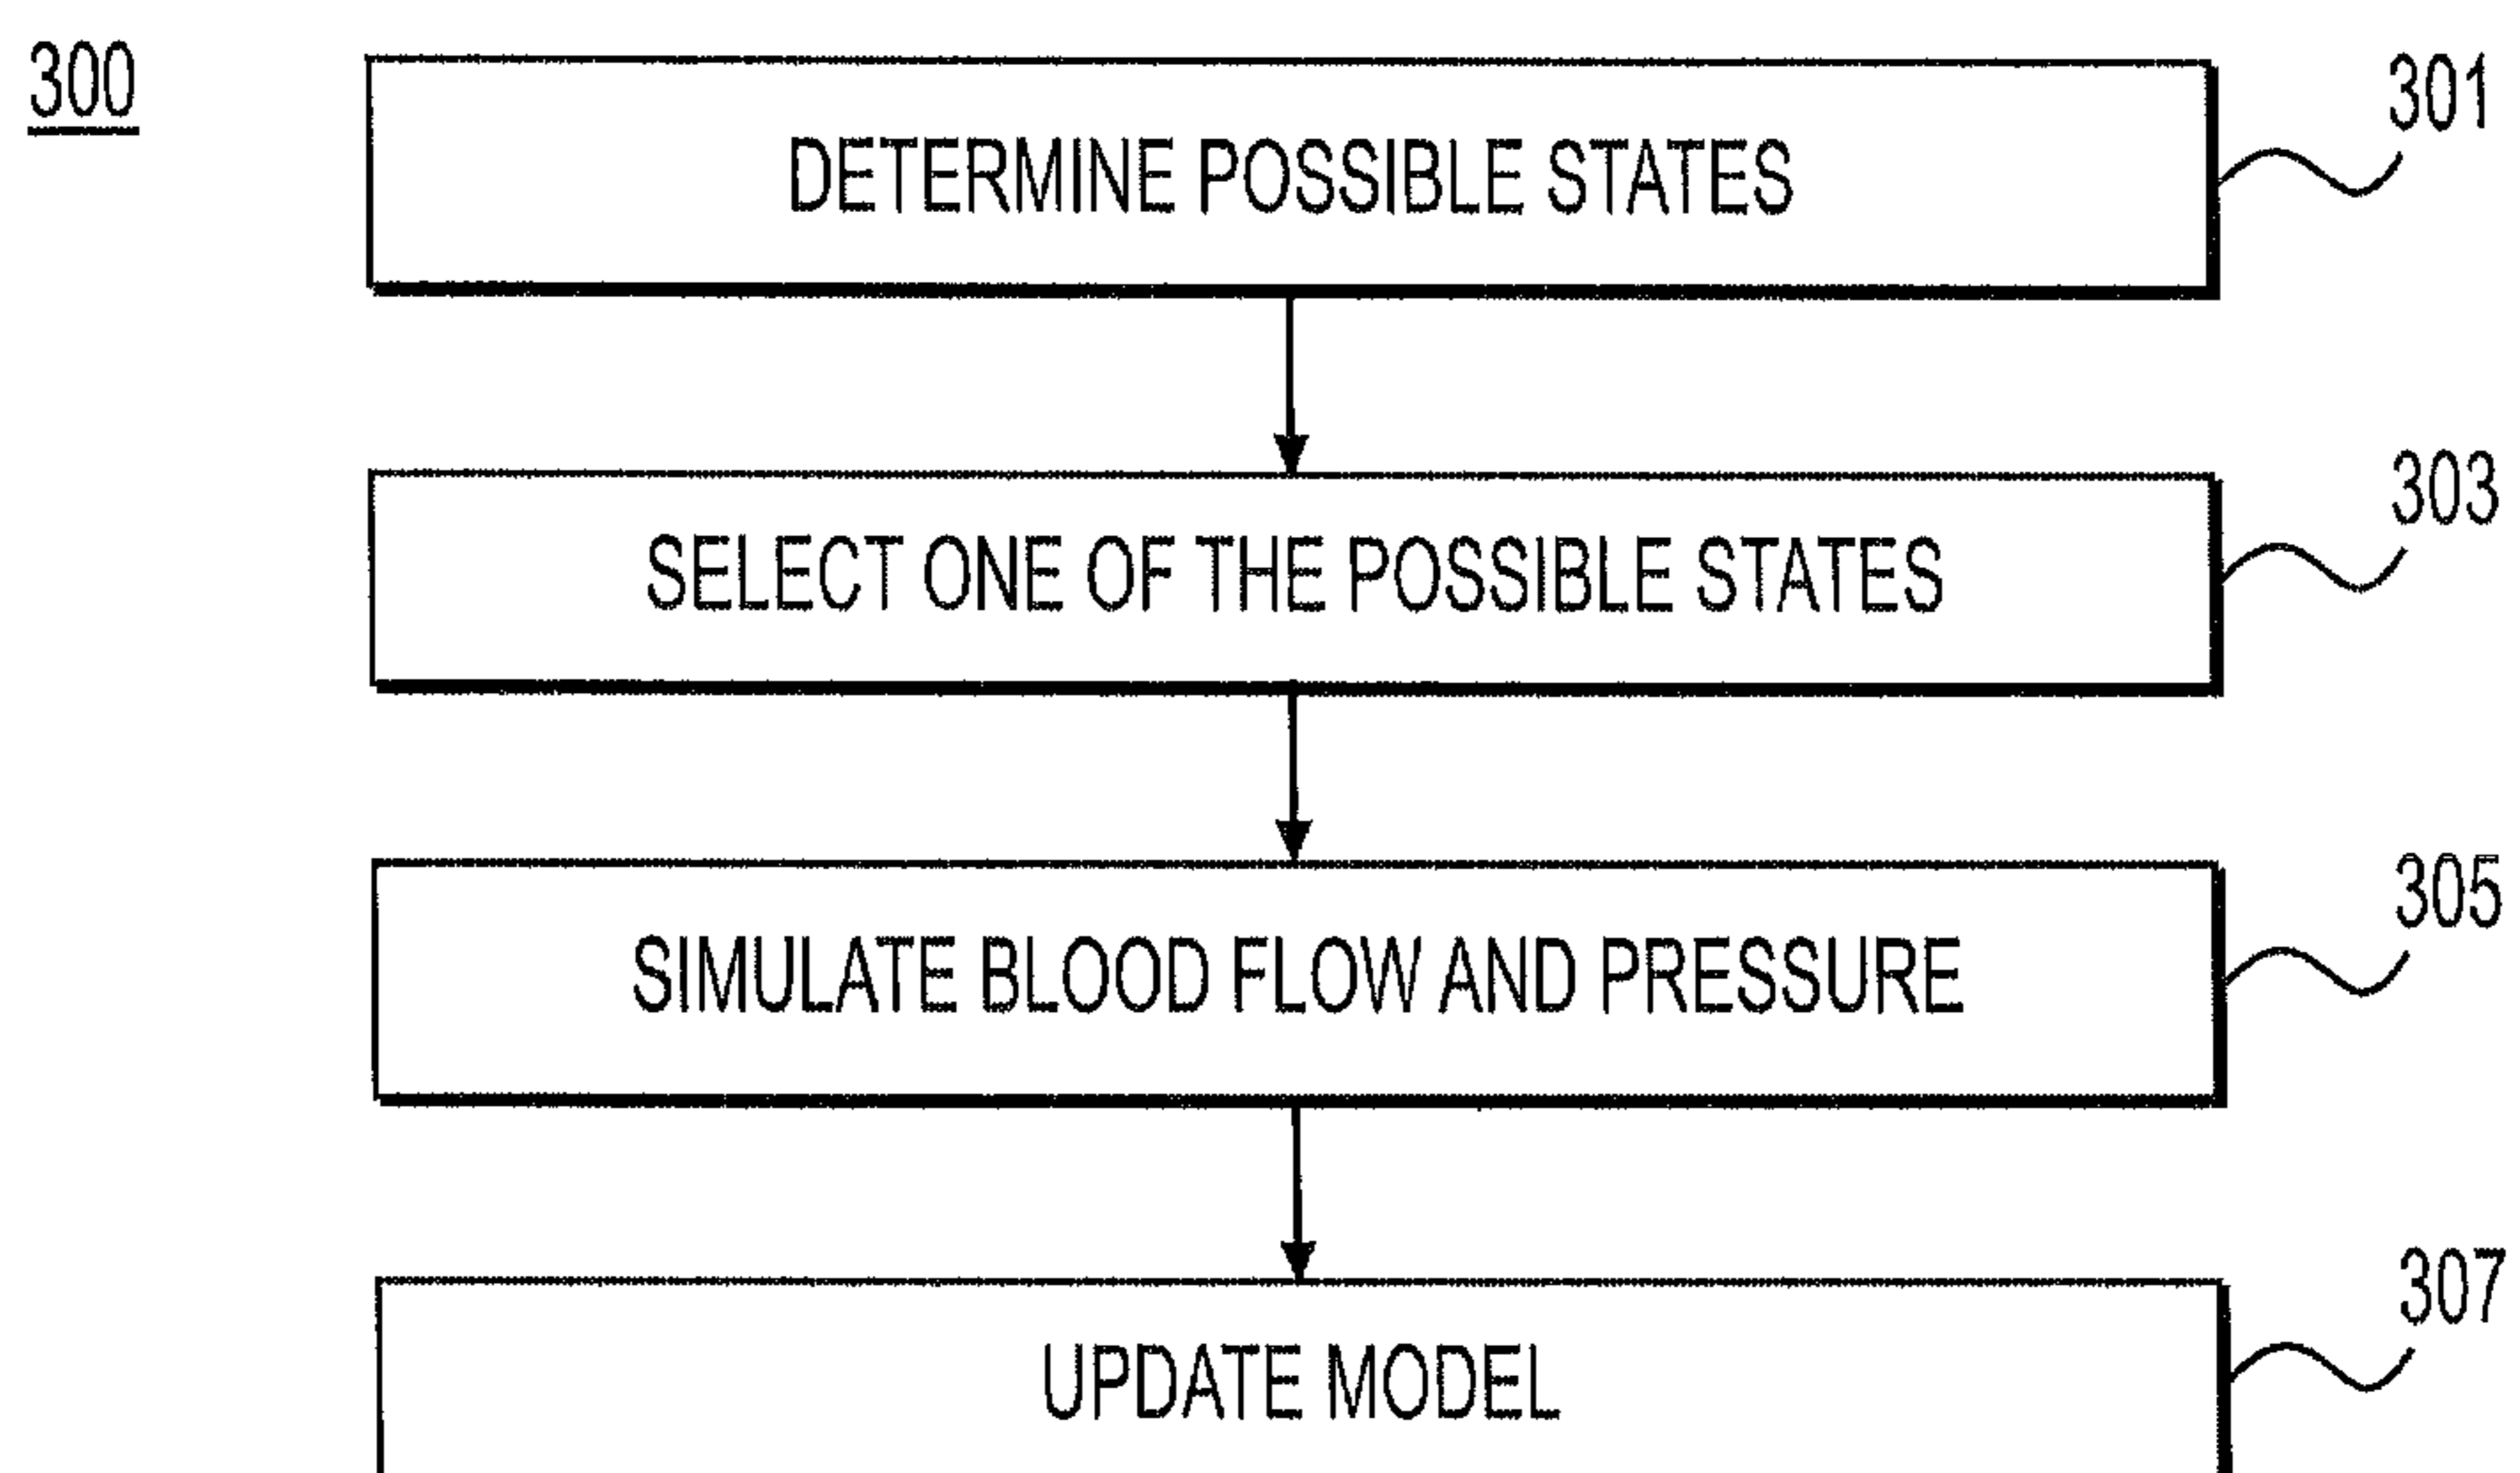 300
301
DETERMINE POSSIBLE STATES
303
SELECT ONE OF THE POSSIBLE STATES
305
SIMULATE BLOOD FLOW AND PRESSURE
307
UPDATE MODEL